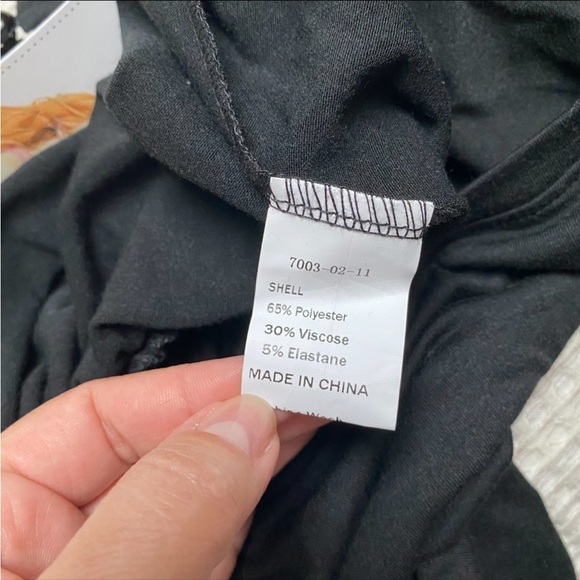 7003-02-11
SHELL
65% Polyester
30% Viscose
5% Elastane
MADE IN CHINA